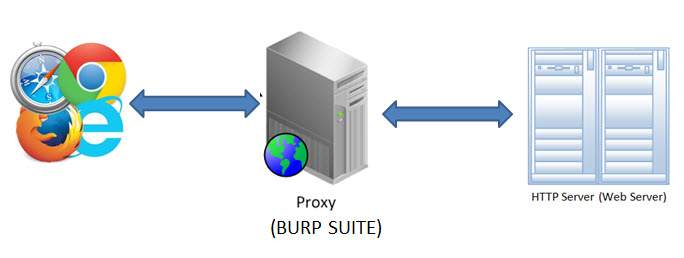 Proxy
(BURP SUITE)
HTTP Server (Web Server)